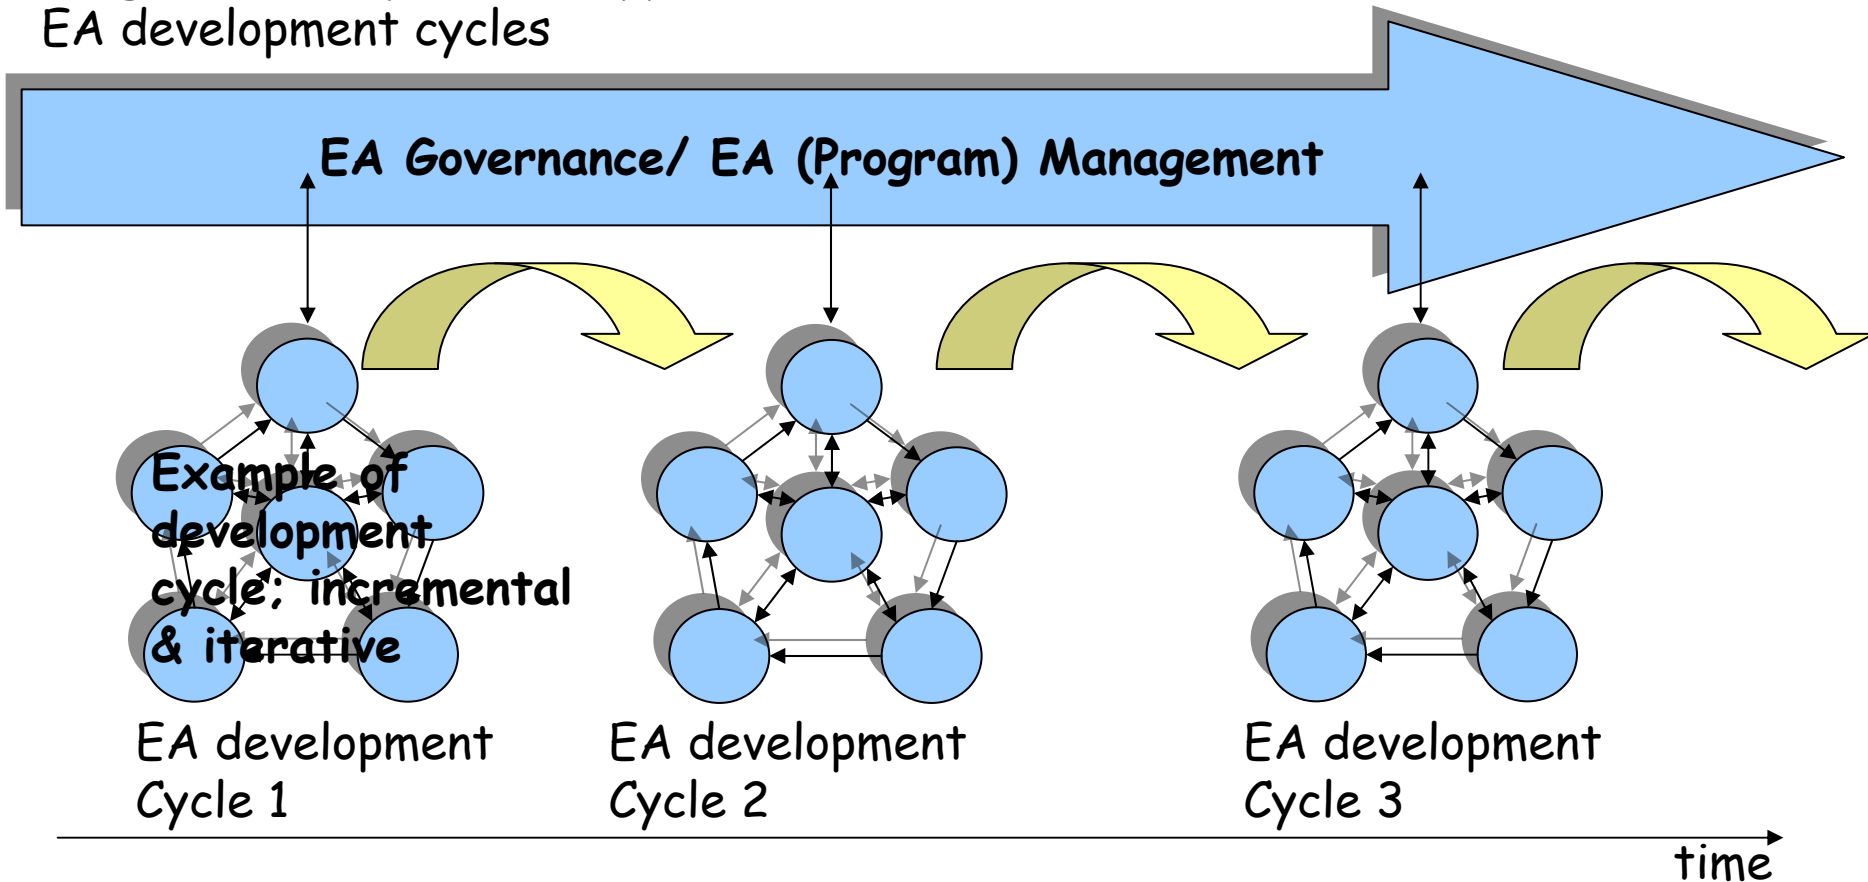 EA development cycles
EA Governance/ EA (Program) Management
Example of
development
cycle; incremental
& iterative
EA development
Cycle 1
EA development
Cycle 2
EA development
Cycle 3
time